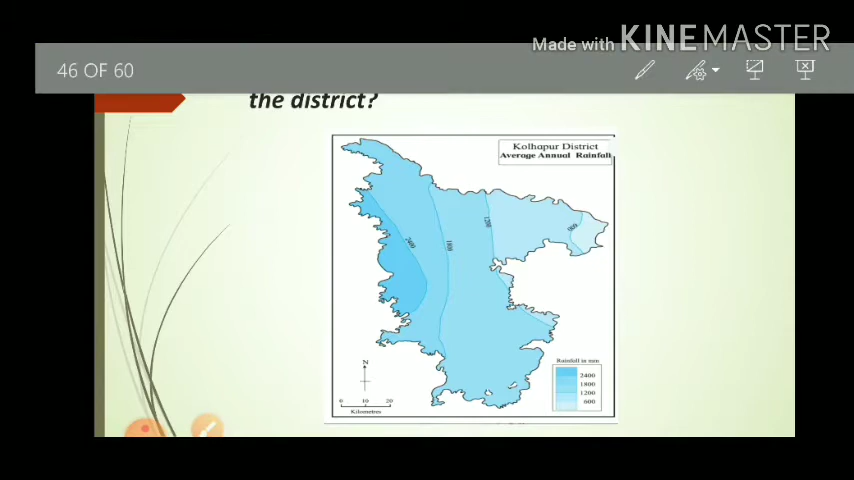 Made with KINEMASTER
46 OF 60
the district?
Kolhapur District
Average Annual Rainfall
2400
1800
1200
600
N
0 10 20
Kilometres
Rainfall in mm
2400
1800
1200
600